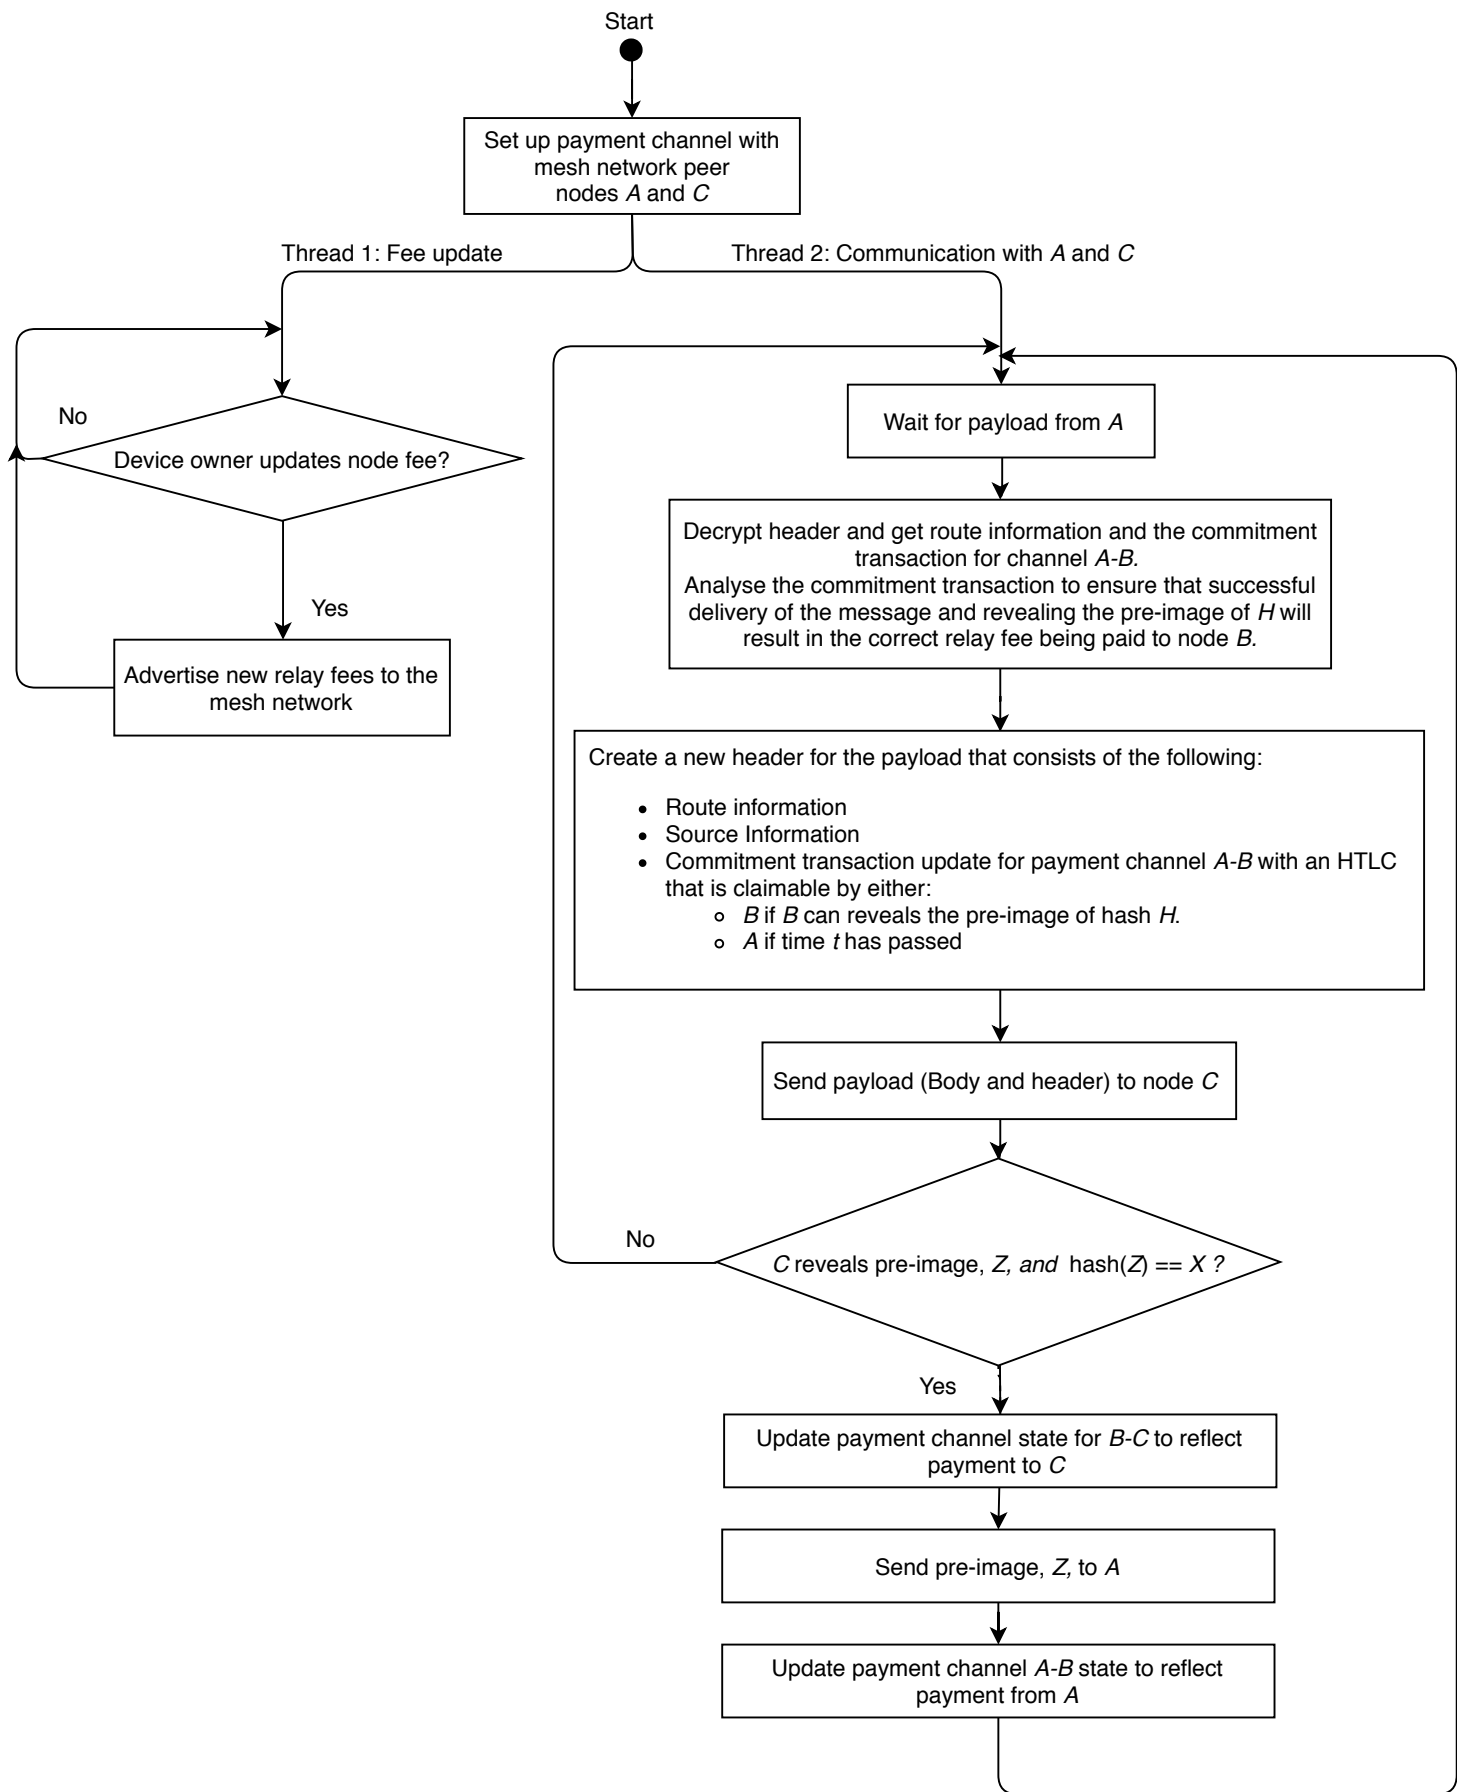 Start
Set up payment channel with
mesh network peer
nodes A and C
Thread 1: Fee update
Thread 2: Communication with A and C
No
Device owner updates node fee?
Yes
Advertise new relay fees to the
mesh network
Wait for payload from A
Decrypt header and get route information and the commitment
transaction for channel A-B.
Analyse the commitment transaction to ensure that successful
delivery of the message and revealing the pre-image of H will
result in the correct relay fee being paid to node B.
Create a new header for the payload that consists of the following:
• Route information
• Source Information
• Commitment transaction update for payment channel A-B with an HTLC
that is claimable by either:
◦ B if B can reveals the pre-image of hash H.
◦ A if time t has passed
Send payload (Body and header) to node C
No
C reveals pre-image, Z, and hash(Z) == X ?
Yes
Update payment channel state for B-C to reflect
payment to C
Send pre-image, Z, to A
Update payment channel A-B state to reflect
payment from A